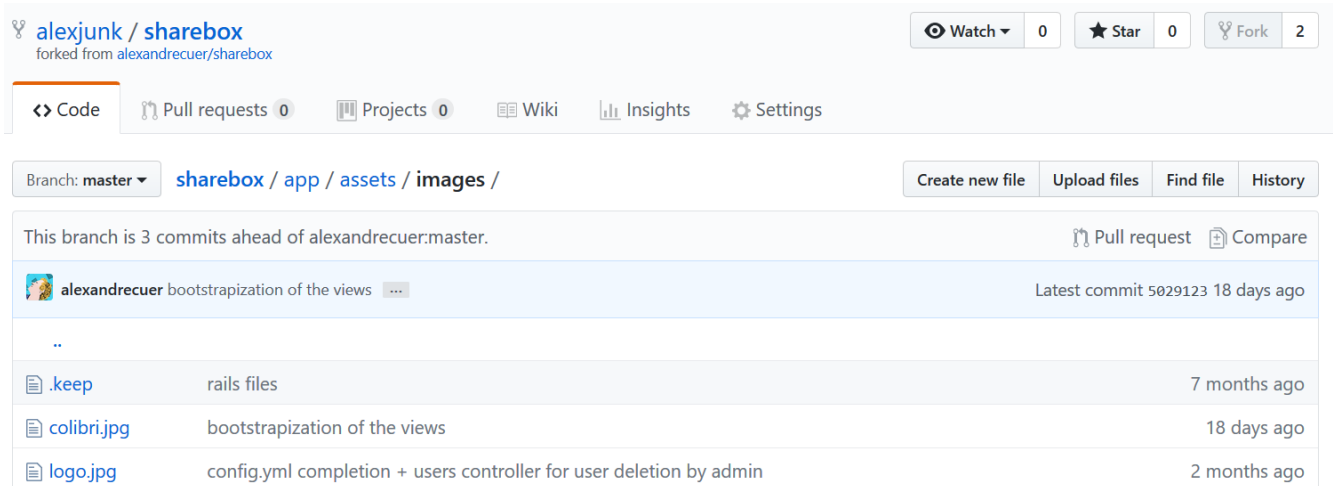 alexjunk / sharebox
forked from alexandrecuer/sharebox
Watch 0 Star 0 Fork 2
Code Pull requests 0 Projects 0 Wiki Insights Settings
Branch: master sharebox / app / assets / images / Create new file Upload files Find file History
This branch is 3 commits ahead of alexandrecuer:master. Pull request Compare
alexandrecuer bootstrapization of the views ... Latest commit 5029123 18 days ago
..
.keep rails files 7 months ago
colibri.jpg bootstrapization of the views 18 days ago
logo.jpg config.yml completion + users controller for user deletion by admin 2 months ago